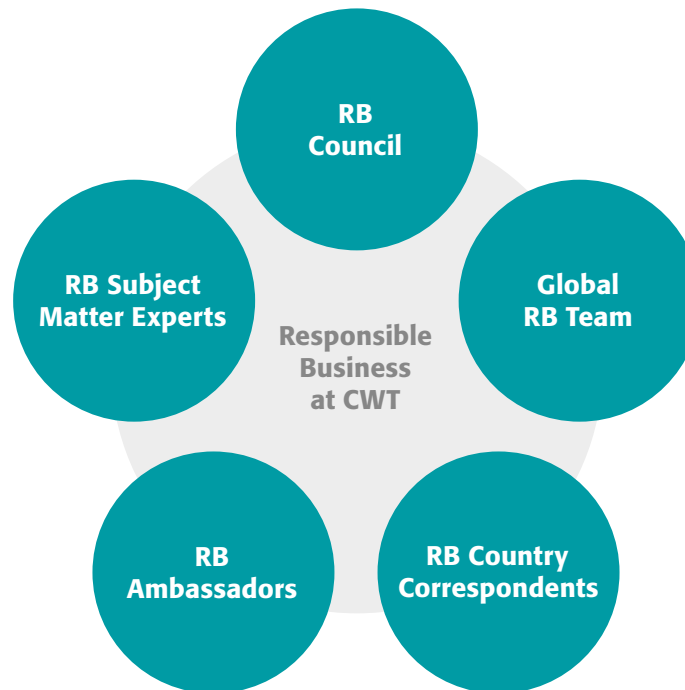 RB
Council
RB Subject
Matter Experts
Global
RB Team
Responsible
Business
at CWT
RB
Ambassadors
RB Country
Correspondents